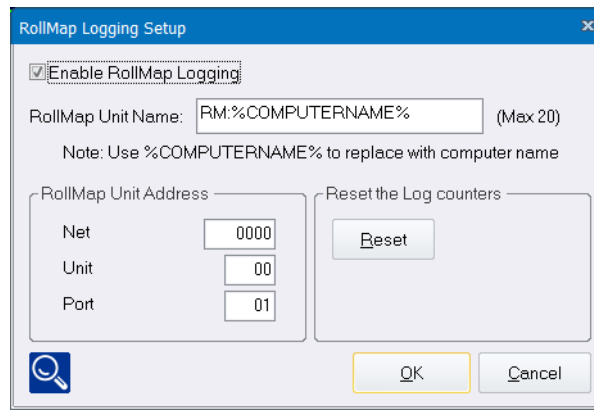 RollMap Logging Setup
Enable RollMap Logging
RollMap Unit Name: RM:%COMPUTERNAME% (Max 20)
Note: Use %COMPUTERNAME% to replace with computer name
RollMap Unit Address
Net 0000
Unit 00
Port 01
Reset the Log counters
Reset
OK Cancel